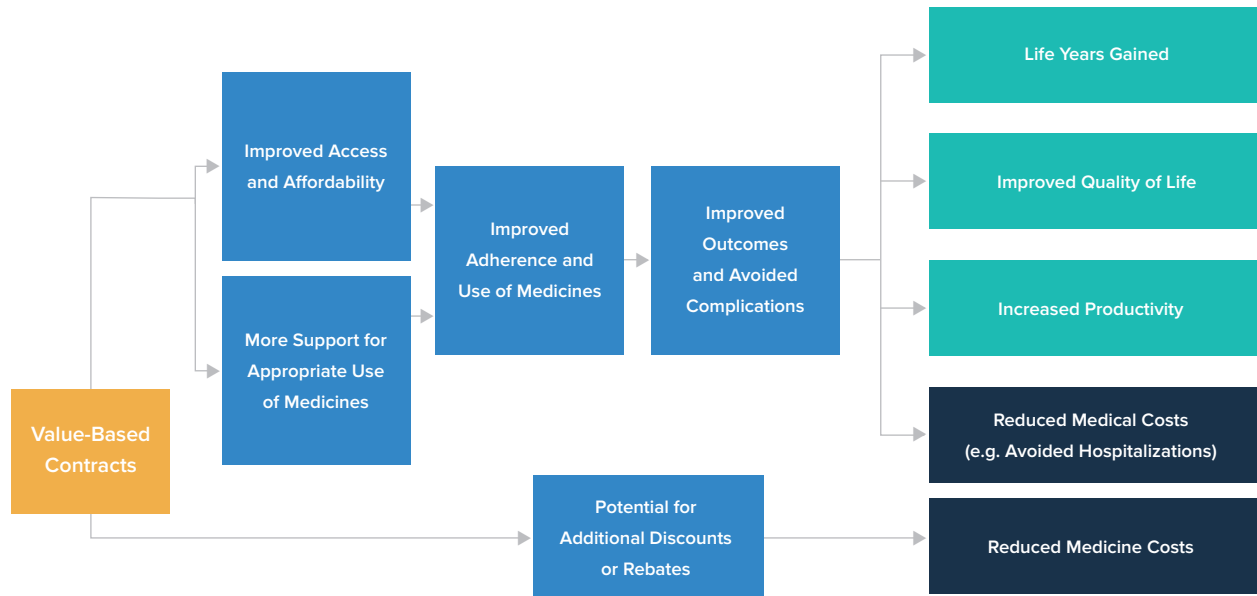 Value-Based
Contracts
Improved Access
and Affordability
More Support for
Appropriate Use
of Medicines
Improved
Adherence and
Use of Medicines
Improved
Outcomes
and Avoided
Complications
Potential for
Additional Discounts
or Rebates
Life Years Gained
Improved Quality of Life
Increased Productivity
Reduced Medical Costs
(e.g. Avoided Hospitalizations)
Reduced Medicine Costs